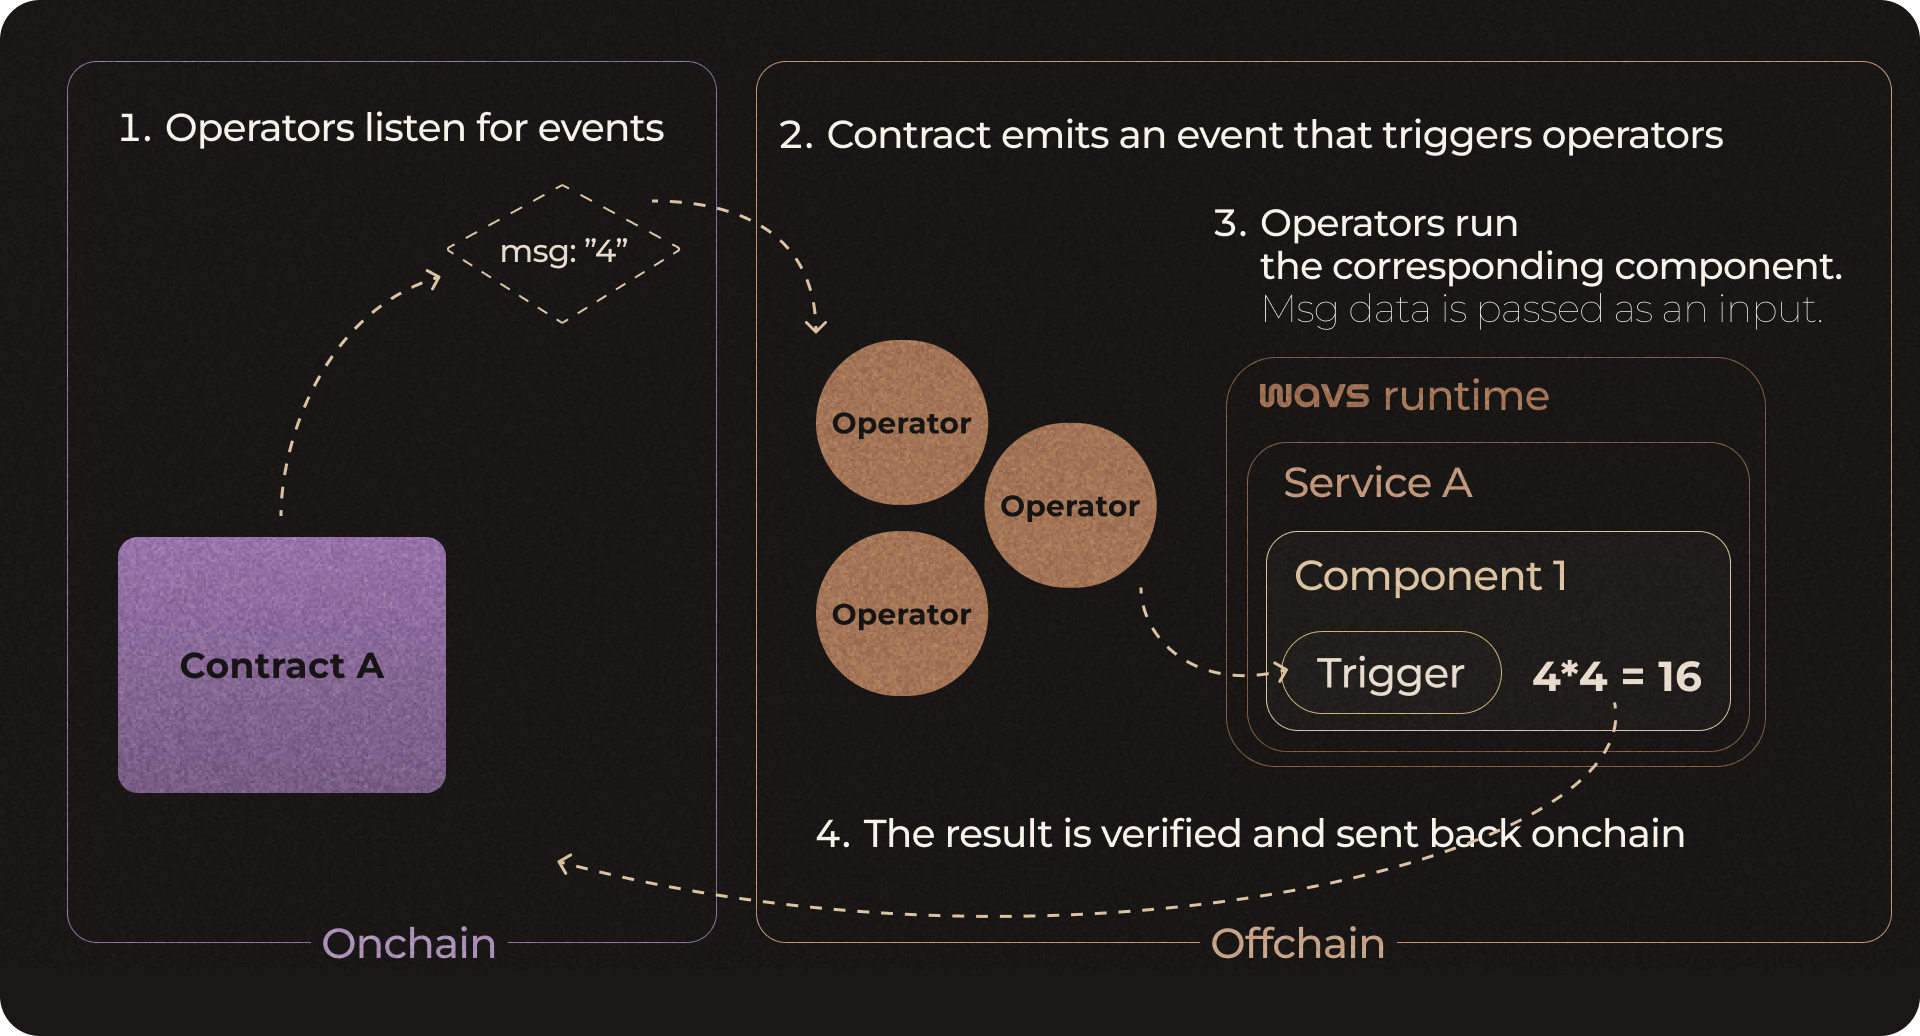 1. Operators listen for events
msg: ”4”
Contract A
Onchain
2. Contract emits an event that triggers operators
3. Operators run
the corresponding component.
Msg data is passed as an input.
Operator
Operator
Operator
wavs runtime
Service A
Component 1
Trigger
4*4 = 16
4. The result is verified and sent back onchain
Offchain